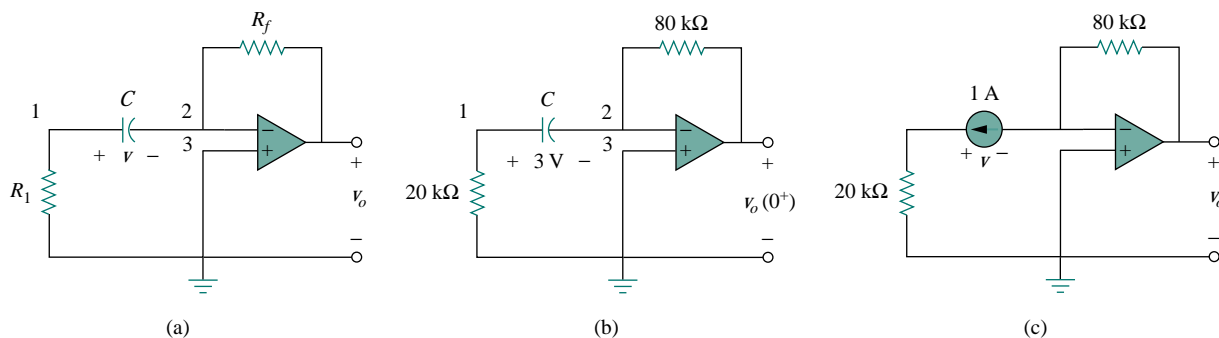 R_f
1
C
2
3
+ v −
−
+
R_1
+
v_o
−
(a)
80 kΩ
1
C
2
3
+ 3 V −
−
+
20 kΩ
+
v_o (0^+)
−
(b)
80 kΩ
1 A
+ v −
−
+
20 kΩ
+
v_o
−
(c)